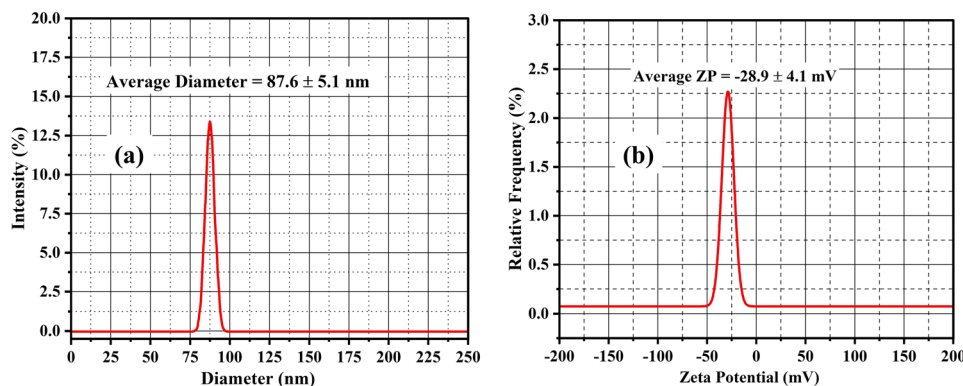 20.0
17.5
15.0
12.5
10.0
7.5
5.0
2.5
0.0
Intensity (%)
Average Diameter = 87.6 ± 5.1 nm
(a)
0 25 50 75 100 125 150 175 200 225 250
Diameter (nm)
3.0
2.5
2.0
1.5
1.0
0.5
0.0
Relative Frequency (%)
Average ZP = -28.9 ± 4.1 mV
(b)
-200 -150 -100 -50 0 50 100 150 200
Zeta Potential (mV)